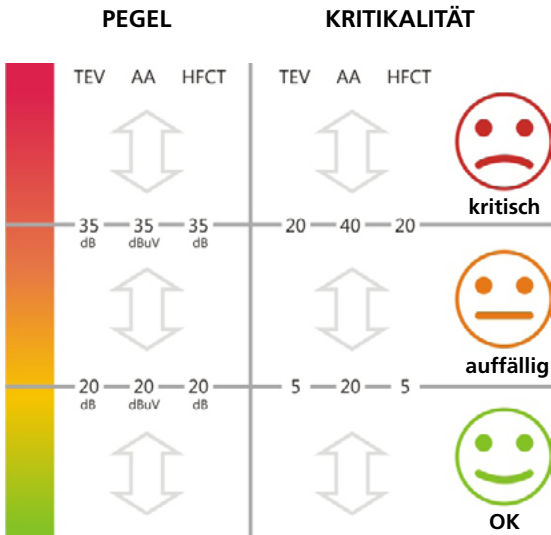 PEGEL KRITIKALITÄT
TEV AA HFCT TEV AA HFCT
kritisch
35 35 35 20 40 20
dB dBuV dB
auffällig
20 20 20 5 20 5
dB dBuV dB
OK